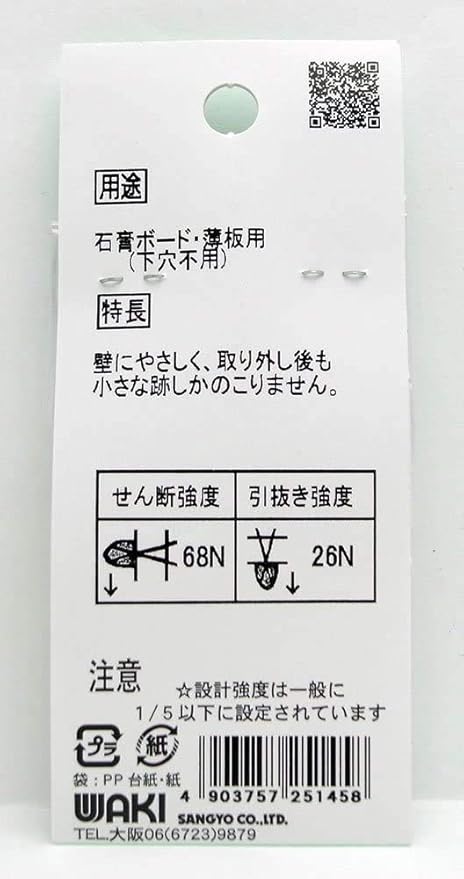 用途
石膏ボード・薄板用
(下穴不用)
特長
壁にやさしく、取り外し後も
小さな跡しかのこりません。
せん断強度 引抜き強度
68N 26N
注意
☆設計強度は一般に
1/5以下に設定されています
プラ 紙
袋:PP 台紙・紙
4 903757 251458
WAKI SANGYO CO.,LTD.
TEL.大阪06(6723)9879